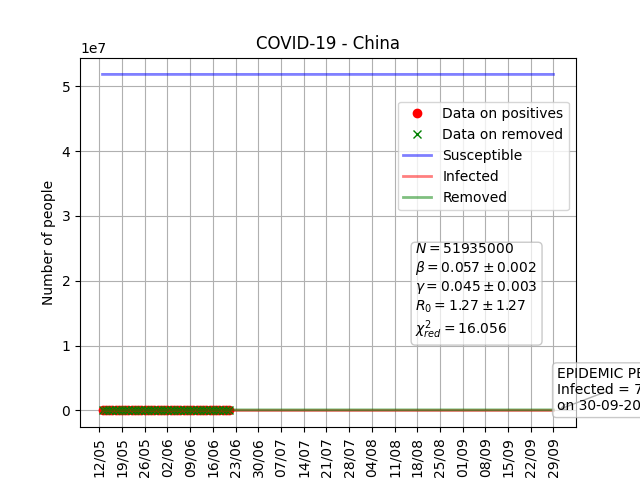 COVID-19 - China
1e7
Number of people
5
4
3
2
1
0
Data on positives
Data on removed
Susceptible
Infected
Removed
N = 51935000
β = 0.057 ± 0.002
γ = 0.045 ± 0.003
R₀ = 1.27 ± 1.27
χ²red = 16.056
EPIDEMIC PE
Infected = 7
on 30-09-20
12/05 19/05 26/05 02/06 09/06 16/06 23/06 30/06 07/07 14/07 21/07 28/07 04/08 11/08 18/08 25/08 01/09 08/09 15/09 22/09 29/09